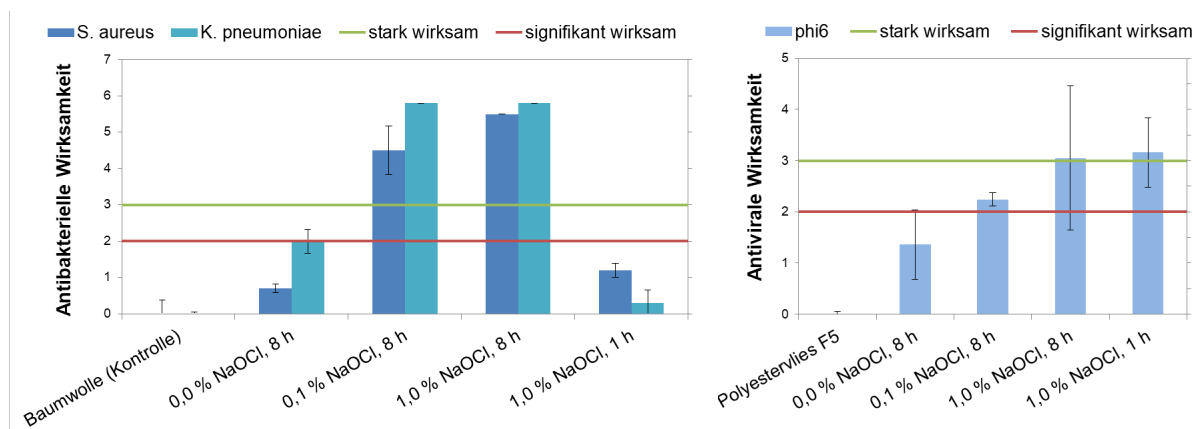 S. aureus K. pneumoniae stark wirksam signifikant wirksam
Antibakterielle Wirksamkeit
7
6
5
4
3
2
1
0
Baumwolle (Kontrolle)
0,0 % NaOCl, 8 h
0,1 % NaOCl, 8 h
1,0 % NaOCl, 8 h
1,0 % NaOCl, 1 h
phi6 stark wirksam signifikant wirksam
Antivirale Wirksamkeit
5
4
3
2
1
0
Polyestervlies F5
0,0 % NaOCl, 8 h
0,1 % NaOCl, 8 h
1,0 % NaOCl, 8 h
1,0 % NaOCl, 1 h